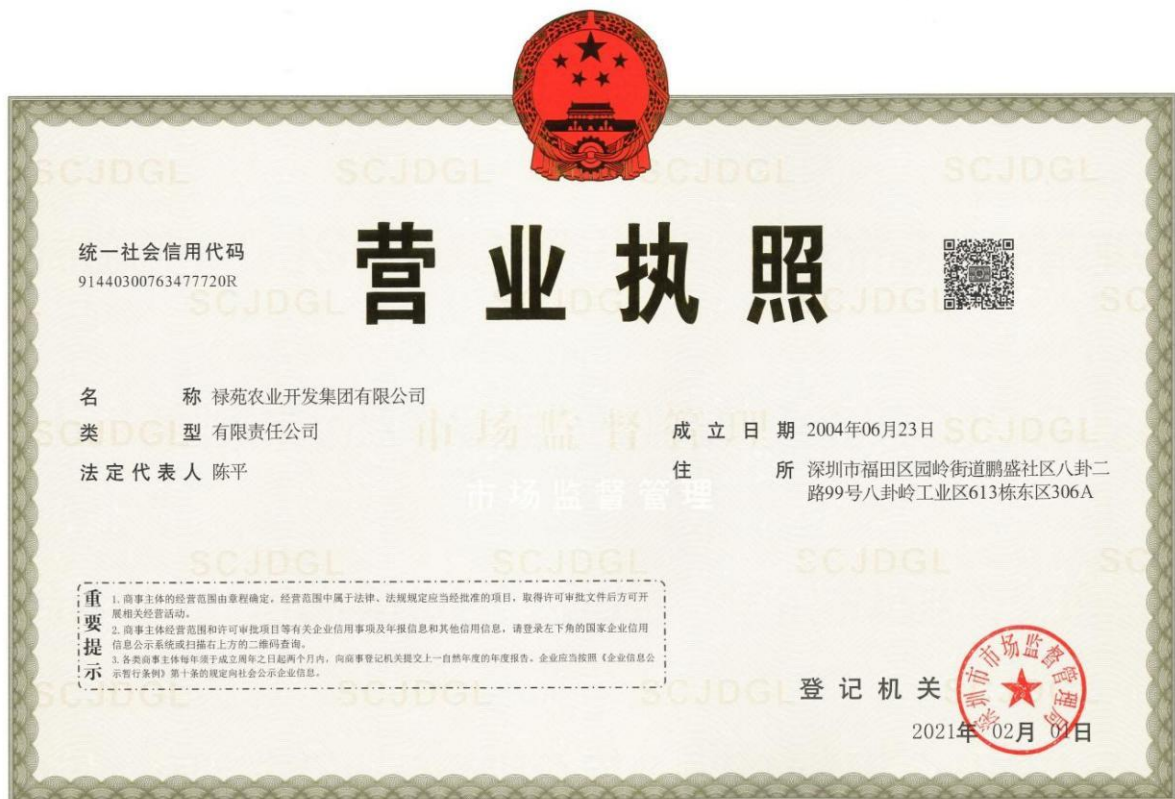 统一社会信用代码
91440300763477720R
营业执照
名称 禄苑农业开发集团有限公司
类型 有限责任公司
法定代表人 陈平
成立日期 2004年06月23日
住所 深圳市福田区园岭街道鹏盛社区八卦二
路99号八卦岭工业区613栋东区306A
重要提示
1. 商事主体的经营范围由章程确定。经营范围中属于法律、法规规定应当经批准的项目，取得许可审批文件后方可开
展相关经营活动。
2. 商事主体经营范围和许可审批项目等有关企业信用事项及年报信息和其他信用信息，请登录左下角的国家企业信用
信息公示系统或扫描右上方的二维码查询。
3. 各类商事主体每年须于成立周年之日起两个月内，向商事登记机关提交上一自然年度的年度报告。企业应当按照《企业信息公
示暂行条例》第十条的规定向社会公示企业信息。
登记机关
深圳市市场监督管理局
2021年02月01日
SCJDGL
市场监督管理
市场监督管理